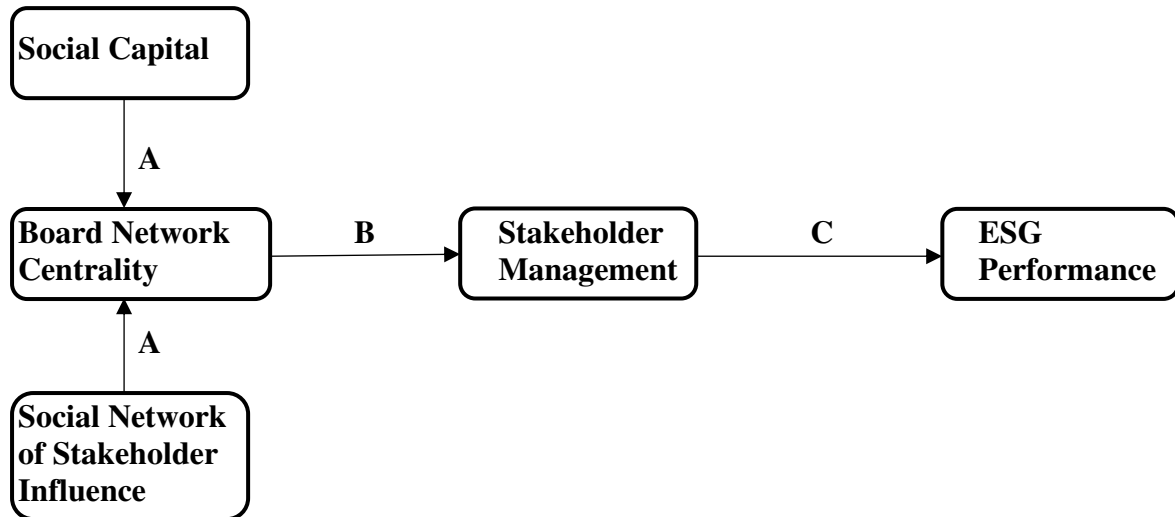 Social Capital
A
Board Network
Centrality
B
Stakeholder
Management
C
ESG
Performance
A
Social Network
of Stakeholder
Influence